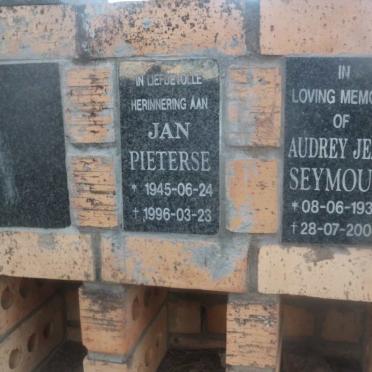 IN LIEFDEVOLLE
HERINNERING AAN
JAN
PIETERSE
* 1945-06-24
† 1996-03-23
IN
LOVING MEMO
OF
AUDREY JE
SEYMOU
* 08-06-193
† 28-07-200